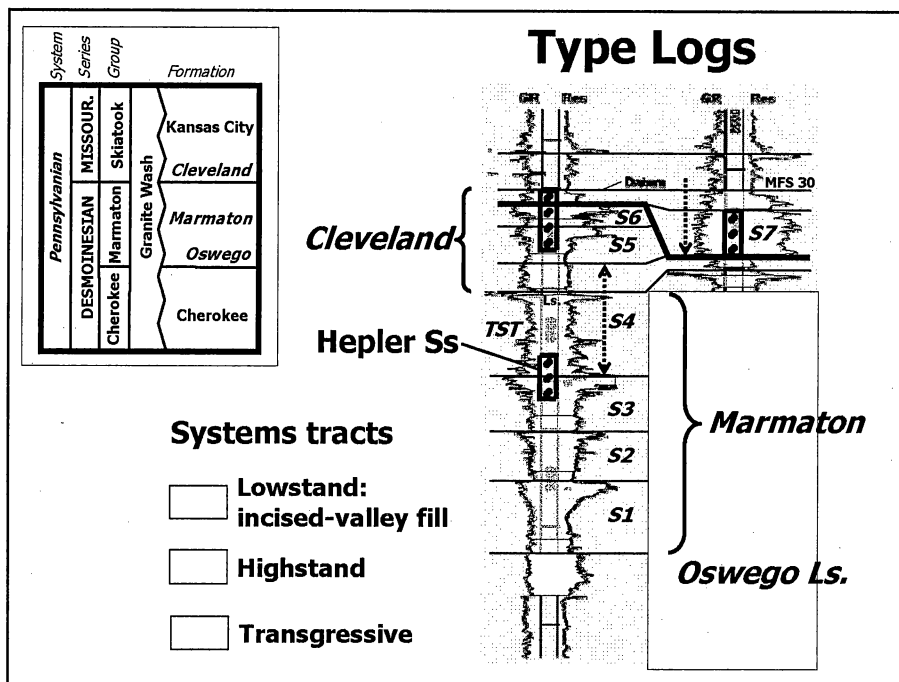 Type Logs
System
Series
Group
Formation
Pennsylvanian
DESMOINESIAN
MISSOUR.
Cherokee
Marmaton
Skiatook
Granite Wash
Kansas City
Cleveland
Marmaton
Oswego
Cherokee
GR
Res
GR
Res
MFS 30
Cleveland
S6
S5
S7
Ls.
TST
S4
Hepler Ss
S3
Marmaton
S2
S1
Oswego Ls.
Systems tracts
Lowstand:
incised-valley fill
Highstand
Transgressive